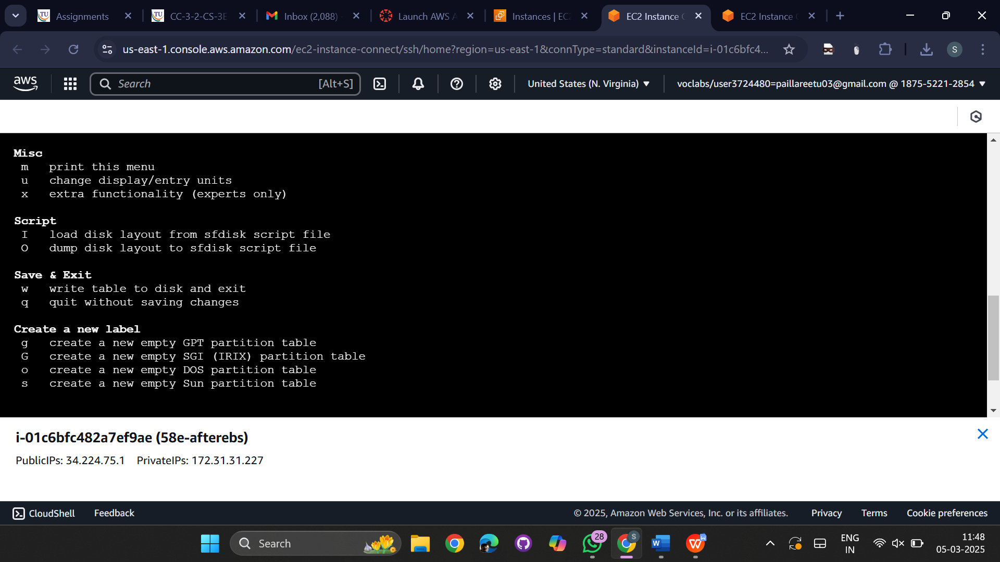 Assignments
CC-3-2-CS-3E
Inbox (2,088) -
Launch AWS A
Instances | EC2
EC2 Instance C
EC2 Instance C
us-east-1.console.aws.amazon.com/ec2-instance-connect/ssh/home?region=us-east-1&connType=standard&instanceId=i-01c6bfc4...
S
aws
Search [Alt+S]
United States (N. Virginia)
voclabs/user3724480=paillareetu03@gmail.com @ 1875-5221-2854
Misc
m print this menu
u change display/entry units
x extra functionality (experts only)
Script
I load disk layout from sfdisk script file
O dump disk layout to sfdisk script file
Save & Exit
w write table to disk and exit
q quit without saving changes
Create a new label
g create a new empty GPT partition table
G create a new empty SGI (IRIX) partition table
o create a new empty DOS partition table
s create a new empty Sun partition table
i-01c6bfc482a7ef9ae (58e-afterebs)
PublicIPs: 34.224.75.1 PrivateIPs: 172.31.31.227
CloudShell
Feedback
© 2025, Amazon Web Services, Inc. or its affiliates.
Privacy
Terms
Cookie preferences
Search
28
S
ENG
IN
11:48
05-03-2025